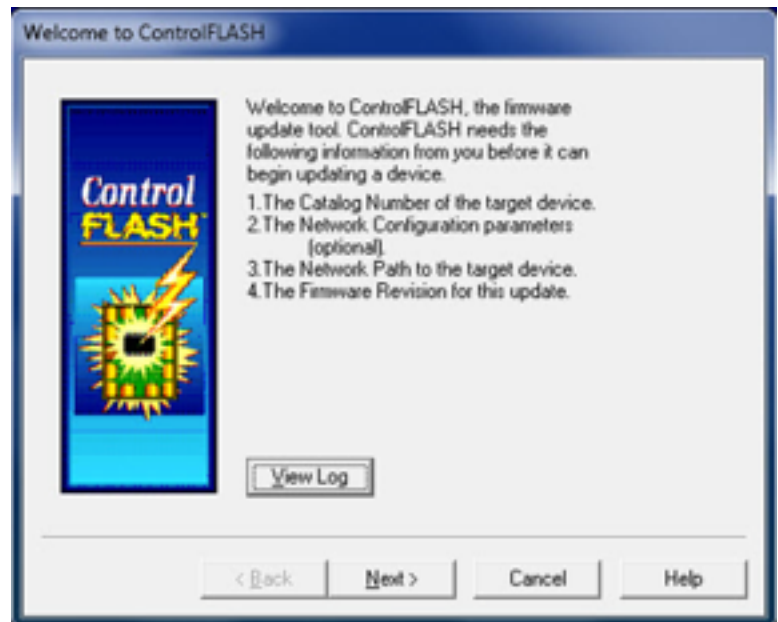 Welcome to ControlFLASH
Control
FLASH
Welcome to ControlFLASH, the firmware
update tool. ControlFLASH needs the
following information from you before it can
begin updating a device.
1.The Catalog Number of the target device.
2.The Network Configuration parameters
(optional).
3.The Network Path to the target device.
4.The Firmware Revision for this update.
View Log
< Back
Next >
Cancel
Help